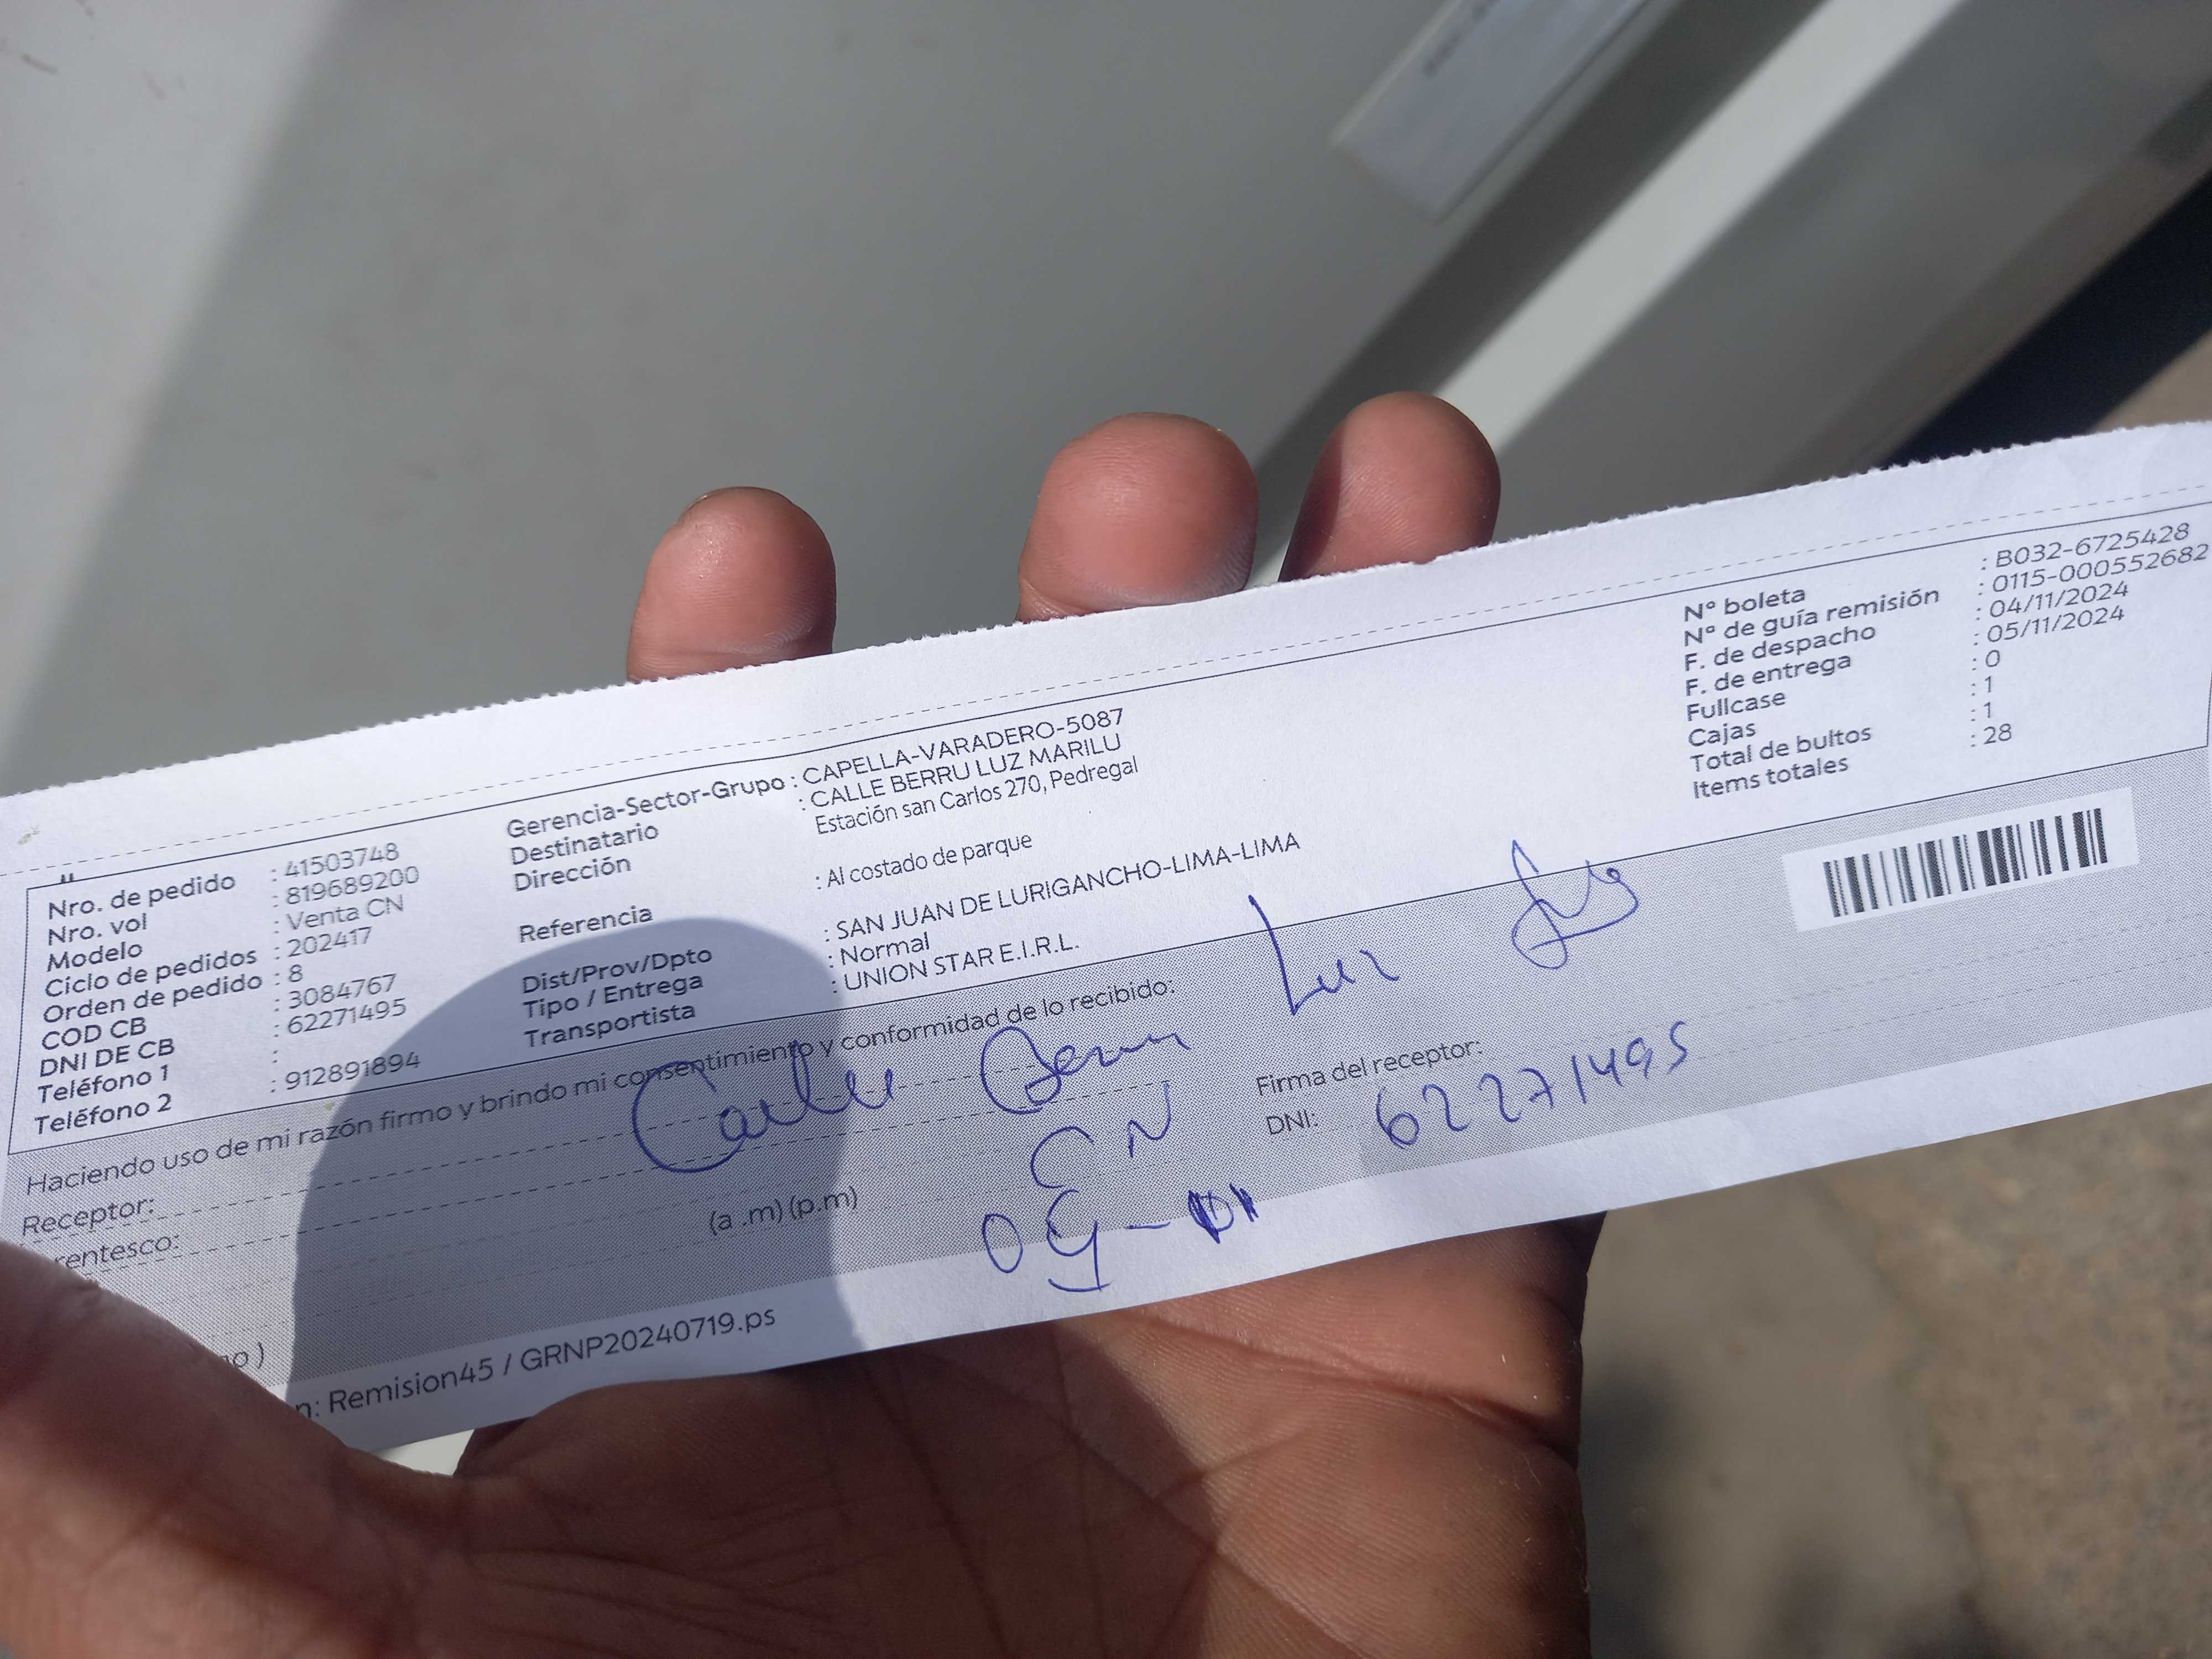 Nro. de pedido : 41503748
Nro. vol : 819689200
Modelo : Venta CN
Ciclo de pedidos : 202417
Orden de pedido : 8
COD CB : 3084767
DNI DE CB : 62271495
Teléfono 1 :
Teléfono 2 : 912891894
Gerencia-Sector-Grupo : CAPELLA-VARADERO-5087
Destinatario : CALLE BERRU LUZ MARILU
Dirección Estación san Carlos 270, Pedregal
Referencia : Al costado de parque
Dist/Prov/Dpto : SAN JUAN DE LURIGANCHO-LIMA-LIMA
Tipo / Entrega : Normal
Transportista : UNION STAR E.I.R.L.
N° boleta : B032-6725428
N° de guía remisión : 0115-000552682
F. de despacho : 04/11/2024
F. de entrega : 05/11/2024
Fullcase : 0
Cajas : 1
Total de bultos : 1
Items totales : 28
Haciendo uso de mi razón firmo y brindo mi consentimiento y conformidad de lo recibido:
Receptor: Calle Berru Luz
rentesco: CN
(a .m) (p.m)
Firma del receptor:
DNI: 62271495
n: Remision45 / GRNP20240719.ps